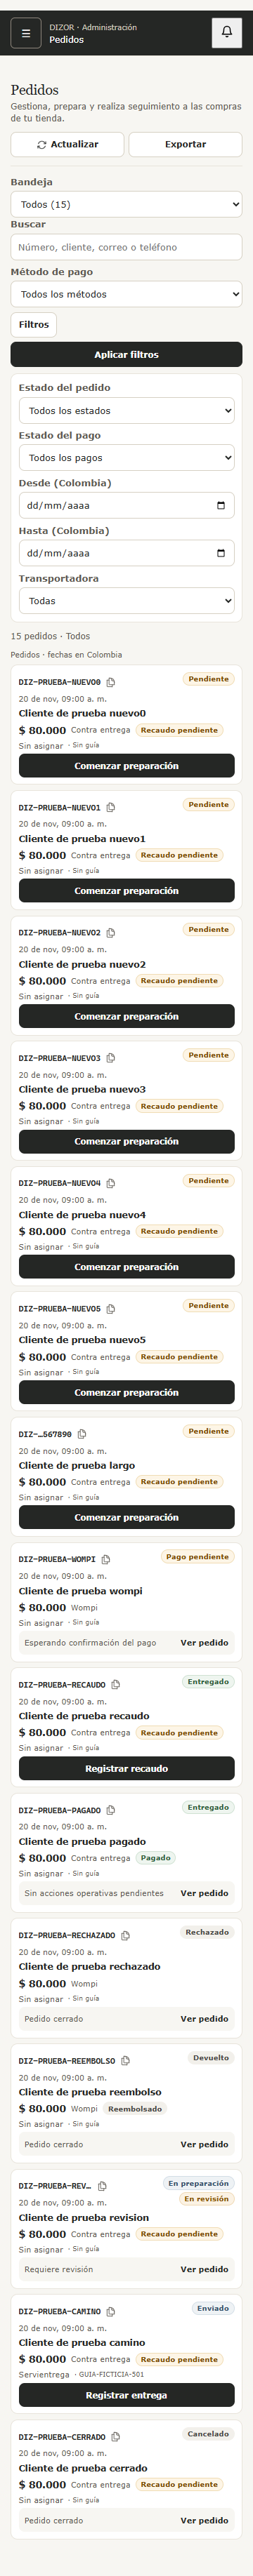 DIZOR · Administración
Pedidos
Pedidos
Gestiona, prepara y realiza seguimiento a las compras
de tu tienda.
Actualizar
Exportar
Bandeja
Todos (15)
Buscar
Número, cliente, correo o teléfono
Método de pago
Todos los métodos
Filtros
Aplicar filtros
Estado del pedido
Todos los estados
Estado del pago
Todos los pagos
Desde (Colombia)
dd/mm/aaaa
Hasta (Colombia)
dd/mm/aaaa
Transportadora
Todas
15 pedidos · Todos
Pedidos · fechas en Colombia
DIZ-PRUEBA-NUEVO0 Pendiente
20 de nov, 09:00 a. m.
Cliente de prueba nuevo0
$ 80.000 Contra entrega Recaudo pendiente
Sin asignar · Sin guía
Comenzar preparación
DIZ-PRUEBA-NUEVO1 Pendiente
20 de nov, 09:00 a. m.
Cliente de prueba nuevo1
$ 80.000 Contra entrega Recaudo pendiente
Sin asignar · Sin guía
Comenzar preparación
DIZ-PRUEBA-NUEVO2 Pendiente
20 de nov, 09:00 a. m.
Cliente de prueba nuevo2
$ 80.000 Contra entrega Recaudo pendiente
Sin asignar · Sin guía
Comenzar preparación
DIZ-PRUEBA-NUEVO3 Pendiente
20 de nov, 09:00 a. m.
Cliente de prueba nuevo3
$ 80.000 Contra entrega Recaudo pendiente
Sin asignar · Sin guía
Comenzar preparación
DIZ-PRUEBA-NUEVO4 Pendiente
20 de nov, 09:00 a. m.
Cliente de prueba nuevo4
$ 80.000 Contra entrega Recaudo pendiente
Sin asignar · Sin guía
Comenzar preparación
DIZ-PRUEBA-NUEVO5 Pendiente
20 de nov, 09:00 a. m.
Cliente de prueba nuevo5
$ 80.000 Contra entrega Recaudo pendiente
Sin asignar · Sin guía
Comenzar preparación
DIZ-…567890 Pendiente
20 de nov, 09:00 a. m.
Cliente de prueba largo
$ 80.000 Contra entrega Recaudo pendiente
Sin asignar · Sin guía
Comenzar preparación
DIZ-PRUEBA-WOMPI Pago pendiente
20 de nov, 09:00 a. m.
Cliente de prueba wompi
$ 80.000 Wompi
Sin asignar · Sin guía
Esperando confirmación del pago Ver pedido
DIZ-PRUEBA-RECAUDO Entregado
20 de nov, 09:00 a. m.
Cliente de prueba recaudo
$ 80.000 Contra entrega Recaudo pendiente
Sin asignar · Sin guía
Registrar recaudo
DIZ-PRUEBA-PAGADO Entregado
20 de nov, 09:00 a. m.
Cliente de prueba pagado
$ 80.000 Contra entrega Pagado
Sin asignar · Sin guía
Sin acciones operativas pendientes Ver pedido
DIZ-PRUEBA-RECHAZADO Rechazado
20 de nov, 09:00 a. m.
Cliente de prueba rechazado
$ 80.000 Wompi
Sin asignar · Sin guía
Pedido cerrado Ver pedido
DIZ-PRUEBA-REEMBOLSO Devuelto
20 de nov, 09:00 a. m.
Cliente de prueba reembolso
$ 80.000 Wompi Reembolsado
Sin asignar · Sin guía
Pedido cerrado Ver pedido
DIZ-PRUEBA-REV… En preparación
20 de nov, 09:00 a. m. En revisión
Cliente de prueba revision
$ 80.000 Contra entrega Recaudo pendiente
Sin asignar · Sin guía
Requiere revisión Ver pedido
DIZ-PRUEBA-CAMINO Enviado
20 de nov, 09:00 a. m.
Cliente de prueba camino
$ 80.000 Contra entrega Recaudo pendiente
Servientrega · GUIA-FICTICIA-501
Registrar entrega
DIZ-PRUEBA-CERRADO Cancelado
20 de nov, 09:00 a. m.
Cliente de prueba cerrado
$ 80.000 Contra entrega Recaudo pendiente
Sin asignar · Sin guía
Pedido cerrado Ver pedido